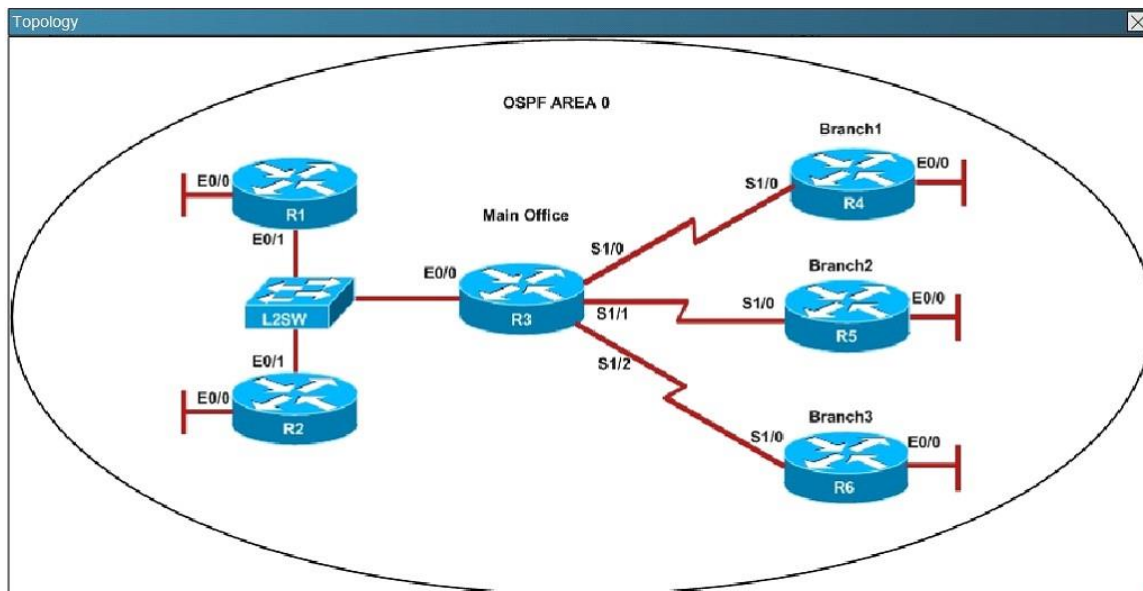 Topology
OSPF AREA 0
Branch1
E0/0
S1/0
E0/0
R4
R1
Main Office
E0/1
S1/0
E0/0
Branch2
S1/0
E0/0
L2SW
R3
S1/1
R5
E0/1
S1/2
E0/0
Branch3
R2
S1/0
E0/0
R6